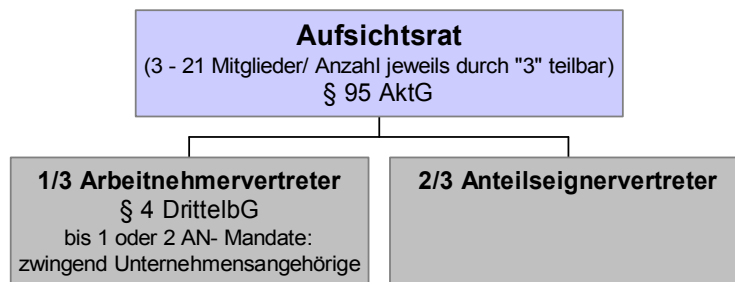 Aufsichtsrat
(3 - 21 Mitglieder/ Anzahl jeweils durch "3" teilbar)
§ 95 AktG
1/3 Arbeitnehmervertreter
§ 4 DrittelbG
bis 1 oder 2 AN- Mandate:
zwingend Unternehmensangehörige
2/3 Anteilseignervertreter